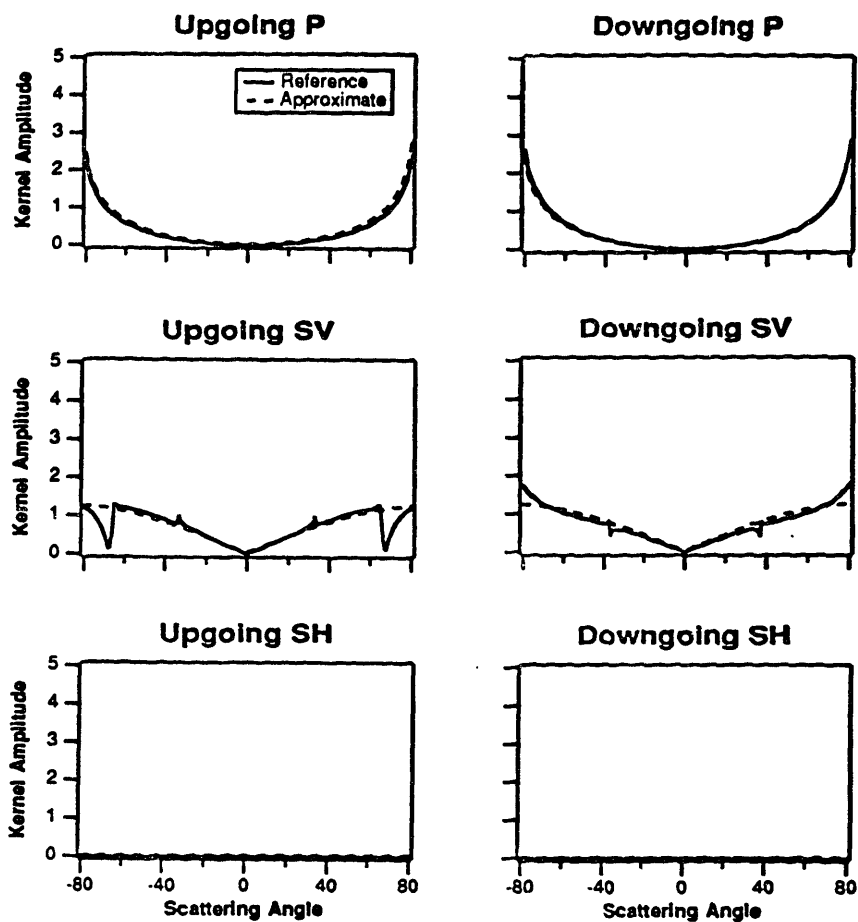 Upgoing P
Downgoing P
Kernel Amplitude
5
4
3
2
1
0
Reference
Approximate
Upgoing SV
Downgoing SV
Kernel Amplitude
5
4
3
2
1
0
Upgoing SH
Downgoing SH
Kernel Amplitude
5
4
3
2
1
0
-80 -40 0 40 80
-80 -40 0 40 80
Scattering Angle
Scattering Angle